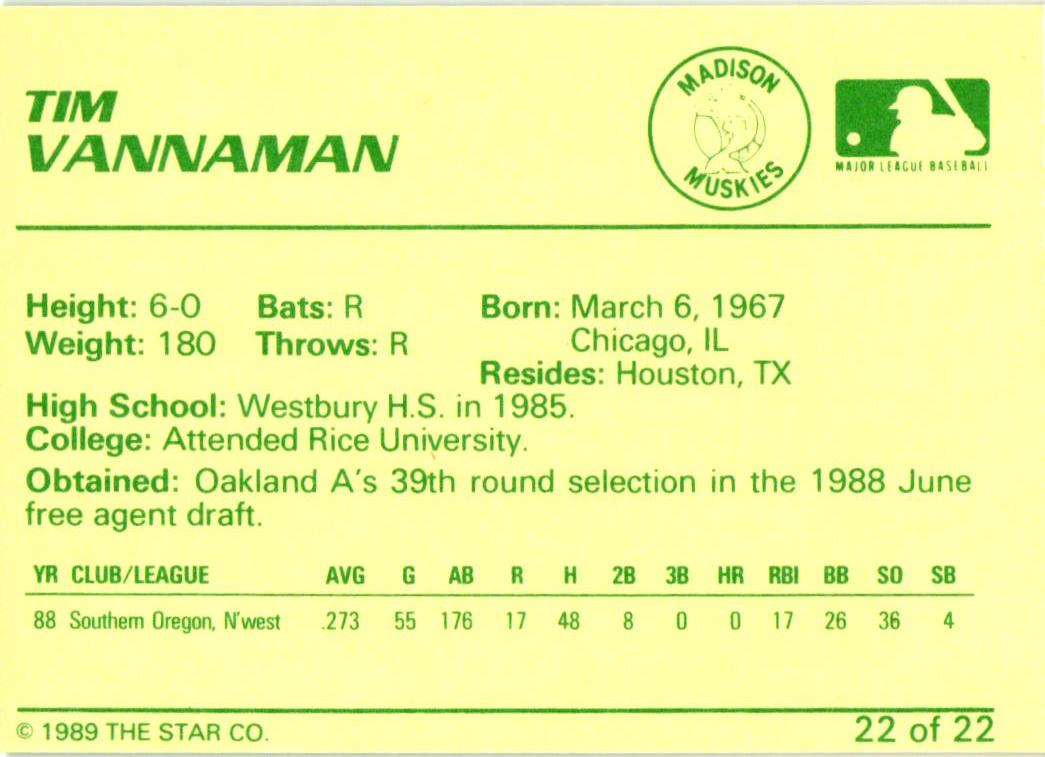 TIM
VANNAMAN
MADISON
MUSKIES
MAJOR LEAGUE BASEBALL
Height: 6-0 Bats: R Born: March 6, 1967
Weight: 180 Throws: R Chicago, IL
Resides: Houston, TX
High School: Westbury H.S. in 1985.
College: Attended Rice University.
Obtained: Oakland A's 39th round selection in the 1988 June
free agent draft.
YR CLUB/LEAGUE AVG G AB R H 2B 3B HR RBI BB SO SB
88 Southern Oregon, N'west .273 55 176 17 48 8 0 0 17 26 36 4
© 1989 THE STAR CO. 22 of 22